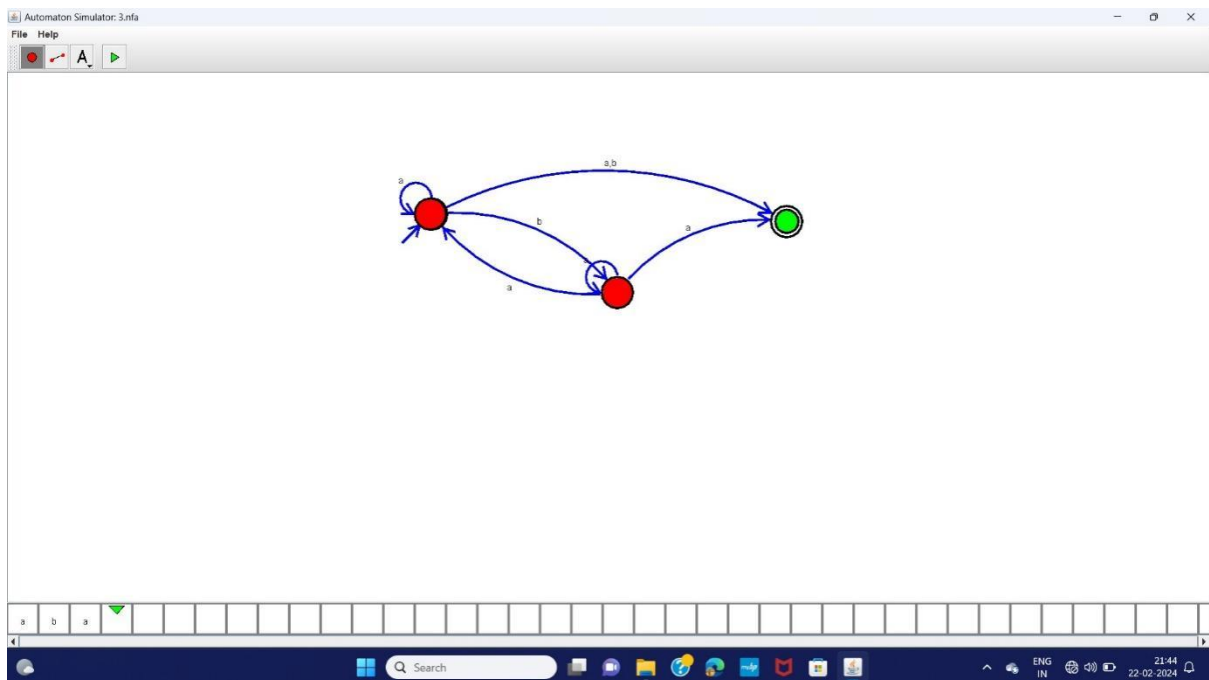 Automaton Simulator: 3.nfa
File Help
A
a,b
a
b
a
a
a b a
Search
ENG
IN
21:44
22-02-2024